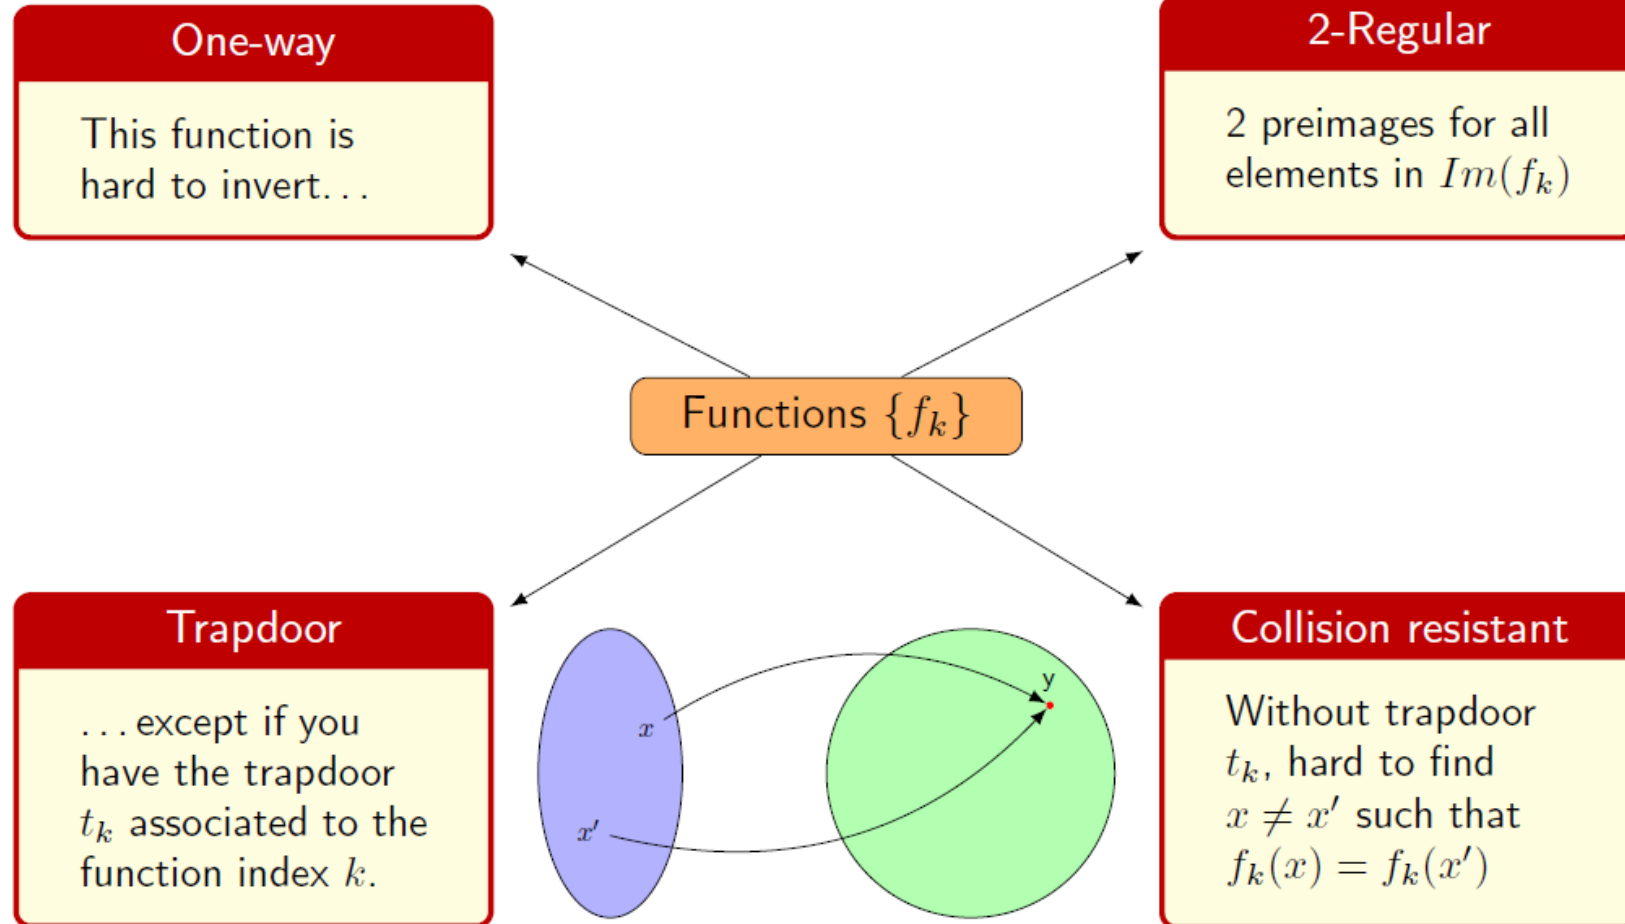 One-way
This function is
hard to invert...
2-Regular
2 preimages for all
elements in Im(f_k)
Functions {f_k}
Trapdoor
...except if you
have the trapdoor
t_k associated to the
function index k.
x
x′
y
Collision resistant
Without trapdoor
t_k, hard to find
x ≠ x′ such that
f_k(x) = f_k(x′)